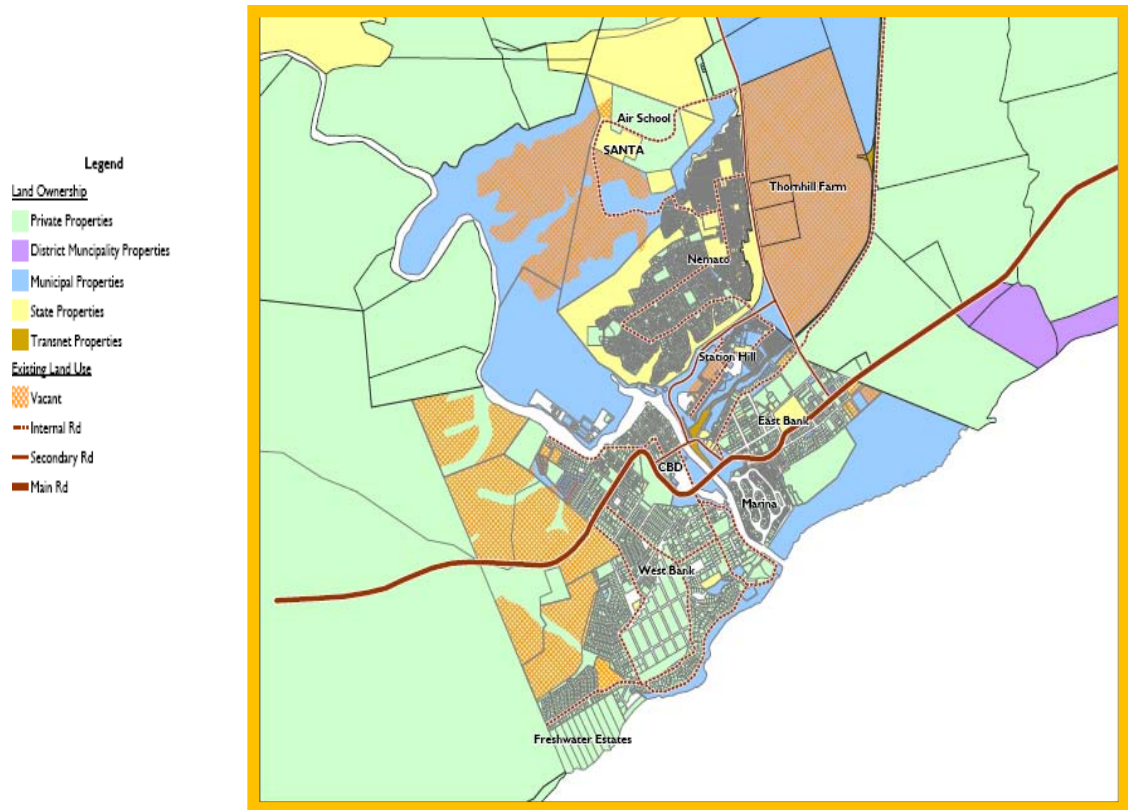 Legend
Land Ownership
Private Properties
District Muncipality Properties
Municipal Properties
State Properties
Transnet Properties
Existing Land Use
Vacant
Internal Rd
Secondary Rd
Main Rd
Air School
SANTA
Thornhill Farm
Nemato
Station Hill
East Bank
CBD
Marina
West Bank
Freshwater Estates